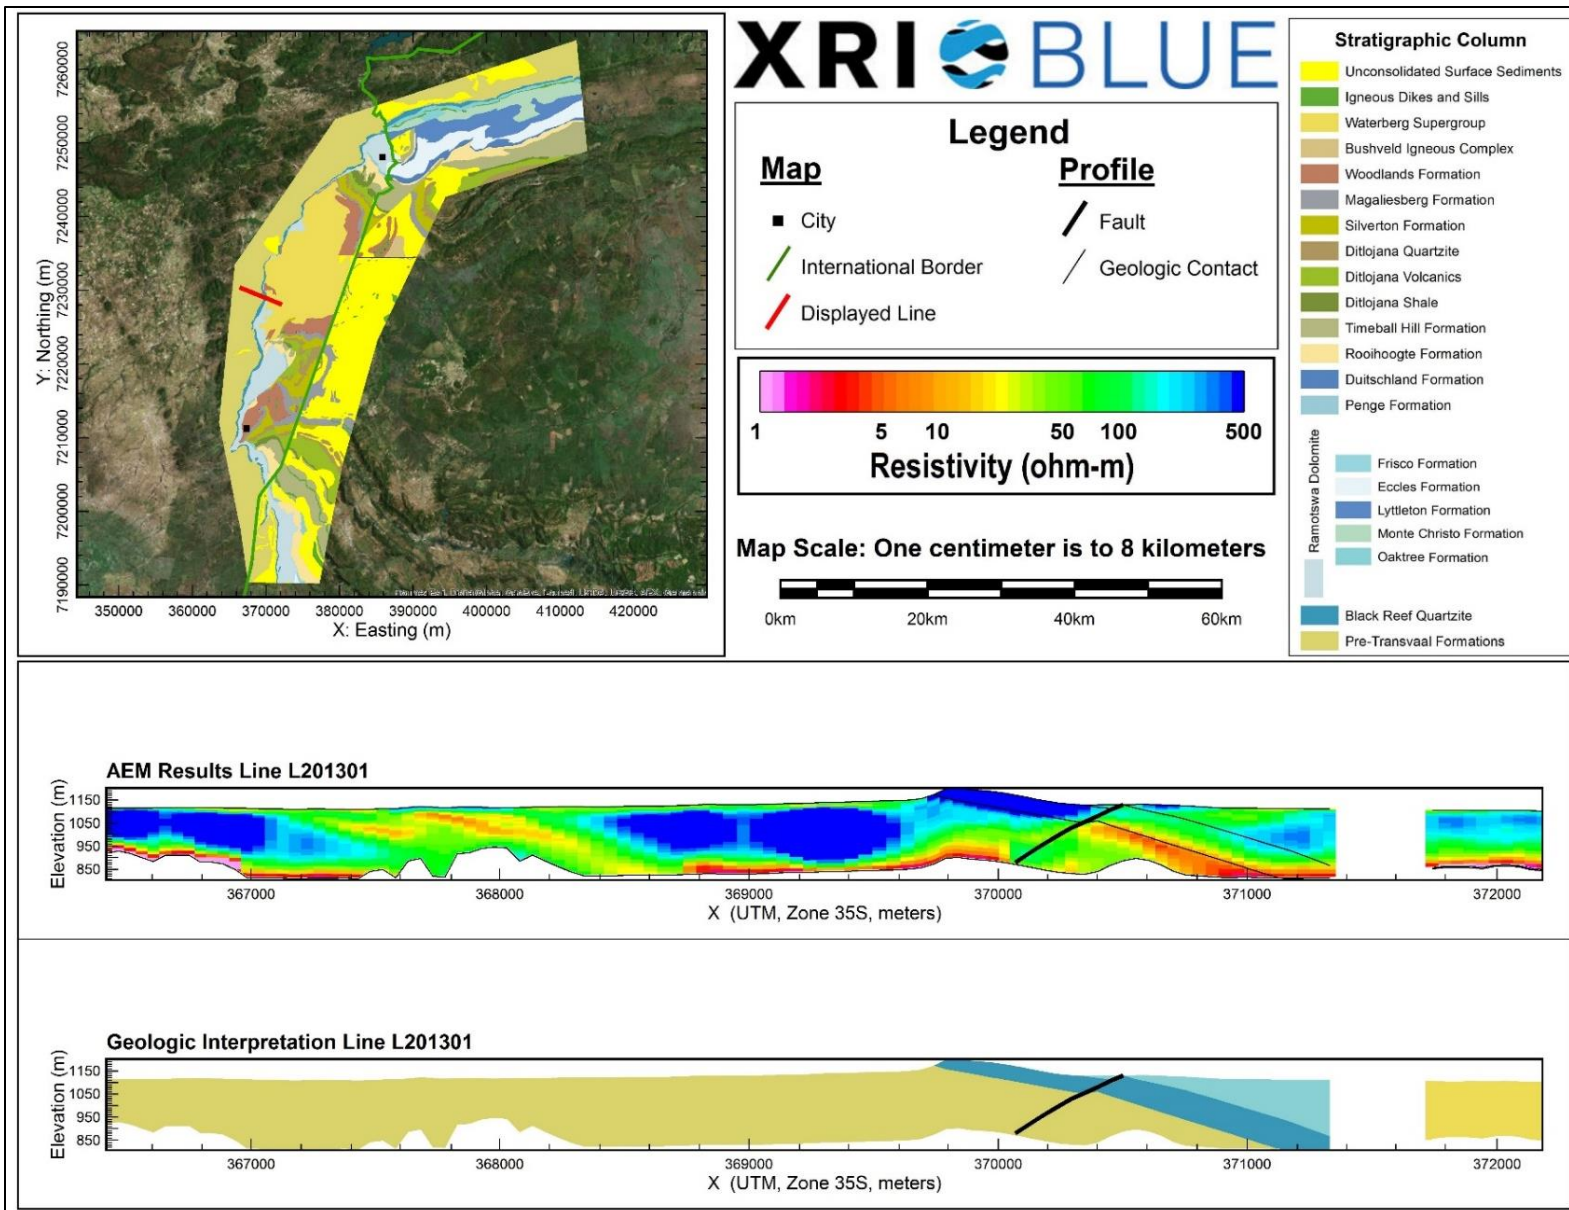 7260000
7250000
7240000
7230000
7220000
7210000
7200000
7190000
Y: Northing (m)
350000 360000 370000 380000 390000 400000 410000 420000
X: Easting (m)
XRI BLUE
Legend
Map
City
International Border
Displayed Line
Profile
Fault
Geologic Contact
1 5 10 50 100 500
Resistivity (ohm-m)
Map Scale: One centimeter is to 8 kilometers
0km 20km 40km 60km
Stratigraphic Column
Unconsolidated Surface Sediments
Igneous Dikes and Sills
Waterberg Supergroup
Bushveld Igneous Complex
Woodlands Formation
Magaliesberg Formation
Silverton Formation
Ditlojana Quartzite
Ditlojana Volcanics
Ditlojana Shale
Timeball Hill Formation
Rooihoogte Formation
Duitschland Formation
Penge Formation
Ramotswa Dolomite
Frisco Formation
Eccles Formation
Lyttleton Formation
Monte Christo Formation
Oaktree Formation
Black Reef Quartzite
Pre-Transvaal Formations
AEM Results Line L201301
Elevation (m)
1150
1050
950
850
367000 368000 369000 370000 371000 372000
X (UTM, Zone 35S, meters)
Geologic Interpretation Line L201301
Elevation (m)
1150
1050
950
850
367000 368000 369000 370000 371000 372000
X (UTM, Zone 35S, meters)